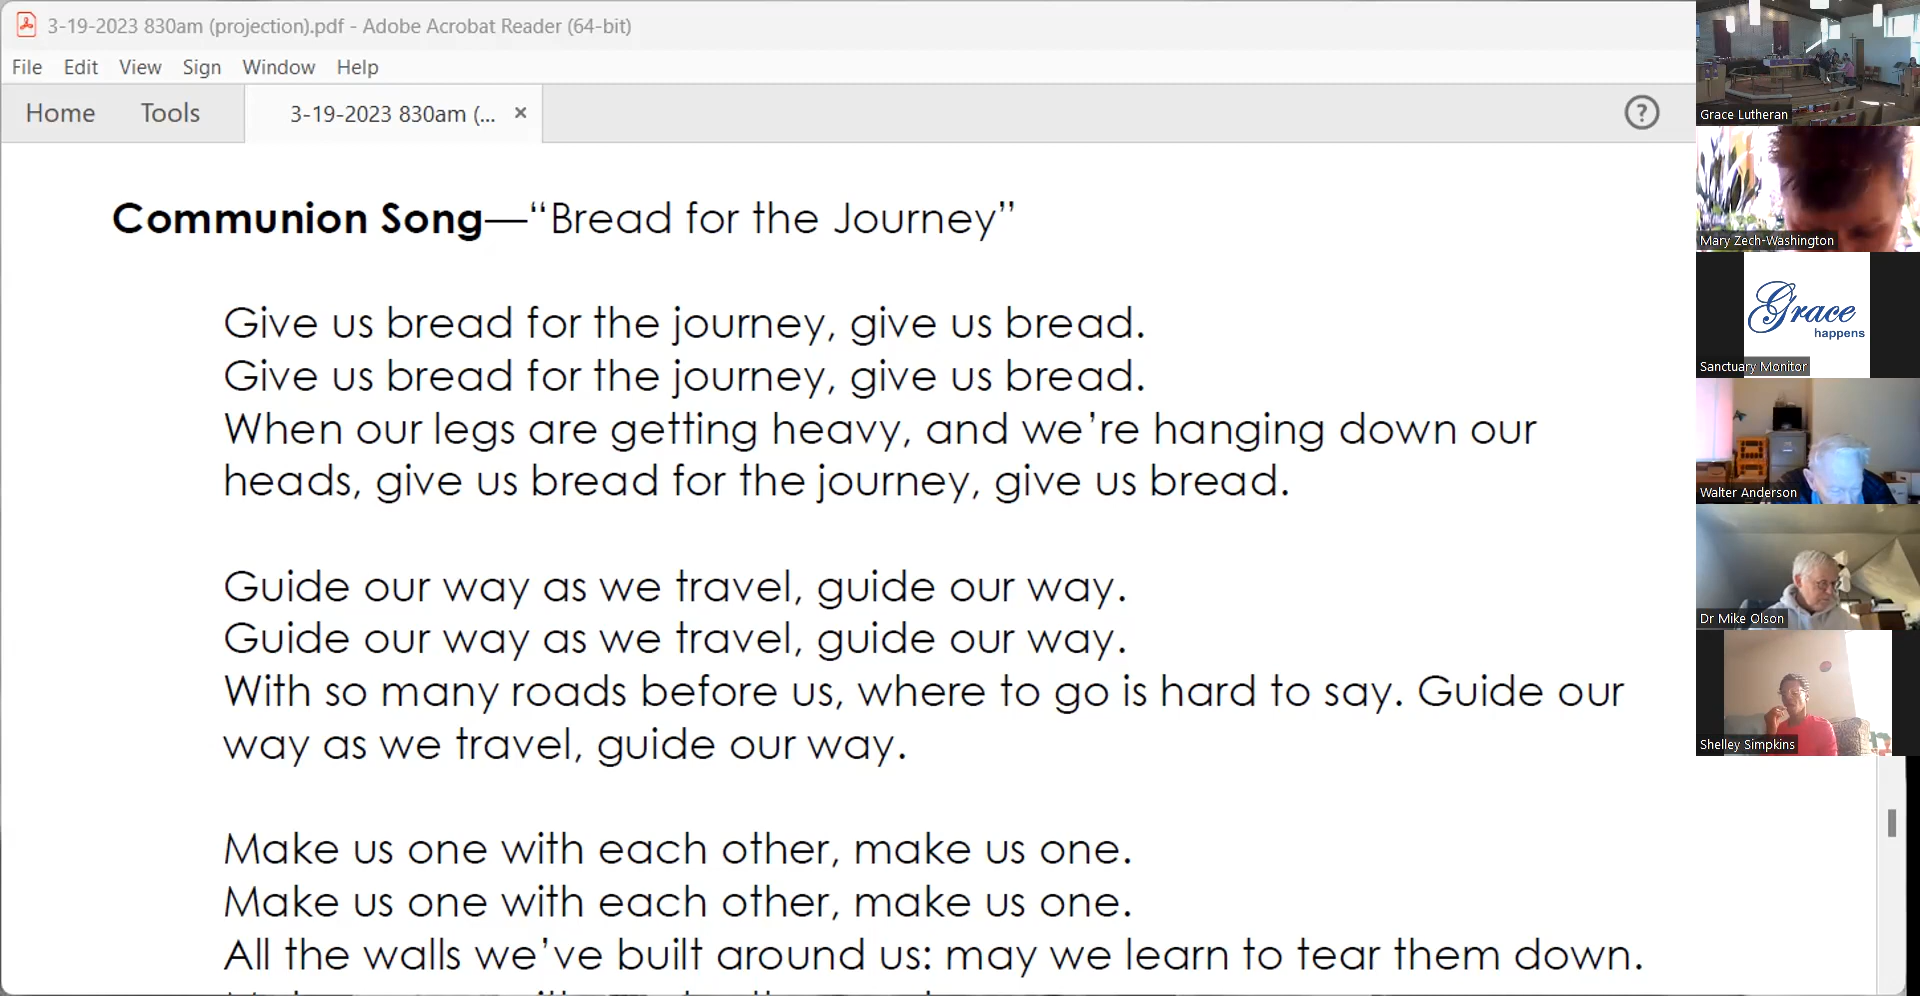 3-19-2023 830am (projection).pdf - Adobe Acrobat Reader (64-bit)
File Edit View Sign Window Help
Home Tools 3-19-2023 830am (... × ?
Communion Song—“Bread for the Journey”
Give us bread for the journey, give us bread.
Give us bread for the journey, give us bread.
When our legs are getting heavy, and we’re hanging down our
heads, give us bread for the journey, give us bread.
Guide our way as we travel, guide our way.
Guide our way as we travel, guide our way.
With so many roads before us, where to go is hard to say. Guide our
way as we travel, guide our way.
Make us one with each other, make us one.
Make us one with each other, make us one.
All the walls we’ve built around us: may we learn to tear them down.
Grace Lutheran
Mary Zech-Washington
Grace
happens
Sanctuary Monitor
Walter Anderson
Dr Mike Olson
Shelley Simpkins